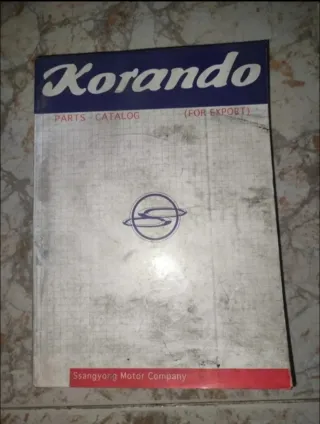 Korando
PARTS CATALOG (FOR EXPORT)
Ssangyong Motor Company